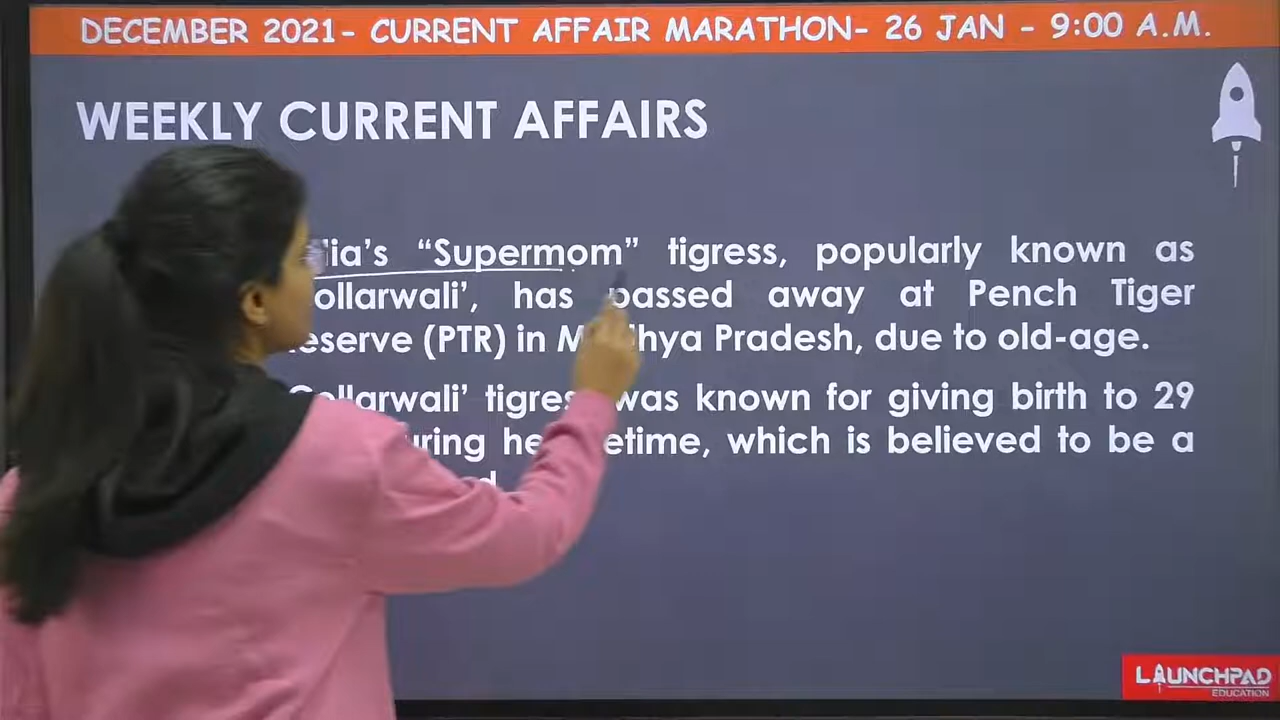 DECEMBER 2021- CURRENT AFFAIR MARATHON- 26 JAN - 9:00 A.M.
WEEKLY CURRENT AFFAIRS
"Supermom" tigress, popularly known as
has passed away at Pench Tiger
(PTR) in Madhya Pradesh, due to old-age.
tigress was known for giving birth to 29
which is believed to be a
LAUNCHPAD
EDUCATION